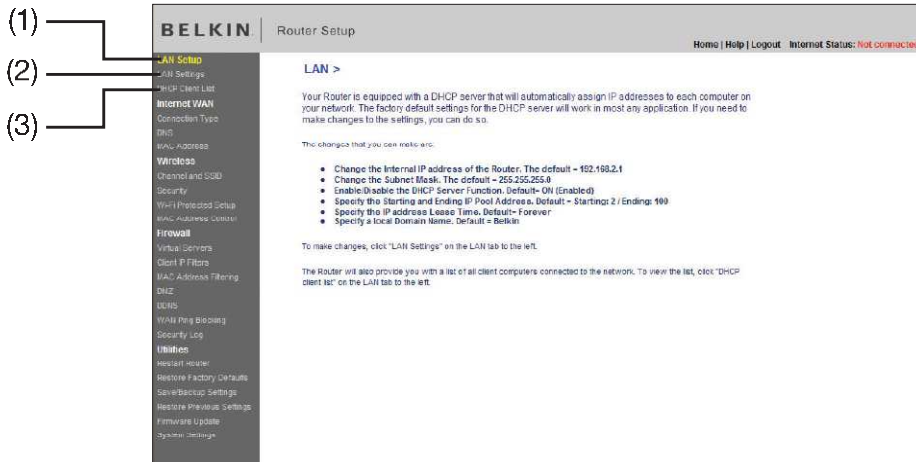 (1)
(2)
(3)
BELKIN.
Router Setup
Home | Help | Logout Internet Status: Not connected
LAN Setup
LAN Settings
DHCP Client List
Internet WAN
Connection Type
DNS
MAC Address
Wireless
Channel and SSID
Security
Wi-Fi Protected Setup
MAC Address Control
Firewall
Virtual Servers
Client IP Filters
MAC Address Filtering
DMZ
DDNS
WAN Ping Blocking
Security Log
Utilities
Restart Router
Restore Factory Defaults
Save/Backup Settings
Restore Previous Settings
Firmware Update
System Settings
LAN >
Your Router is equipped with a DHCP server that will automatically assign IP addresses to each computer on
your network. The factory default settings for the DHCP server will work in most any application. If you need to
make changes to the settings, you can do so.
The changes that you can make are:
● Change the Internal IP address of the Router. The default = 192.168.2.1
● Change the Subnet Mask. The default = 255.255.255.0
● Enable/Disable the DHCP Server Function. Default= ON (Enabled)
● Specify the Starting and Ending IP Pool Address. Default = Starting: 2 / Ending: 100
● Specify the IP address Lease Time. Default= Forever
● Specify a local Domain Name. Default = Belkin
To make changes, click "LAN Settings" on the LAN tab to the left.
The Router will also provide you with a list of all client computers connected to the network. To view the list, click "DHCP
client list" on the LAN tab to the left.